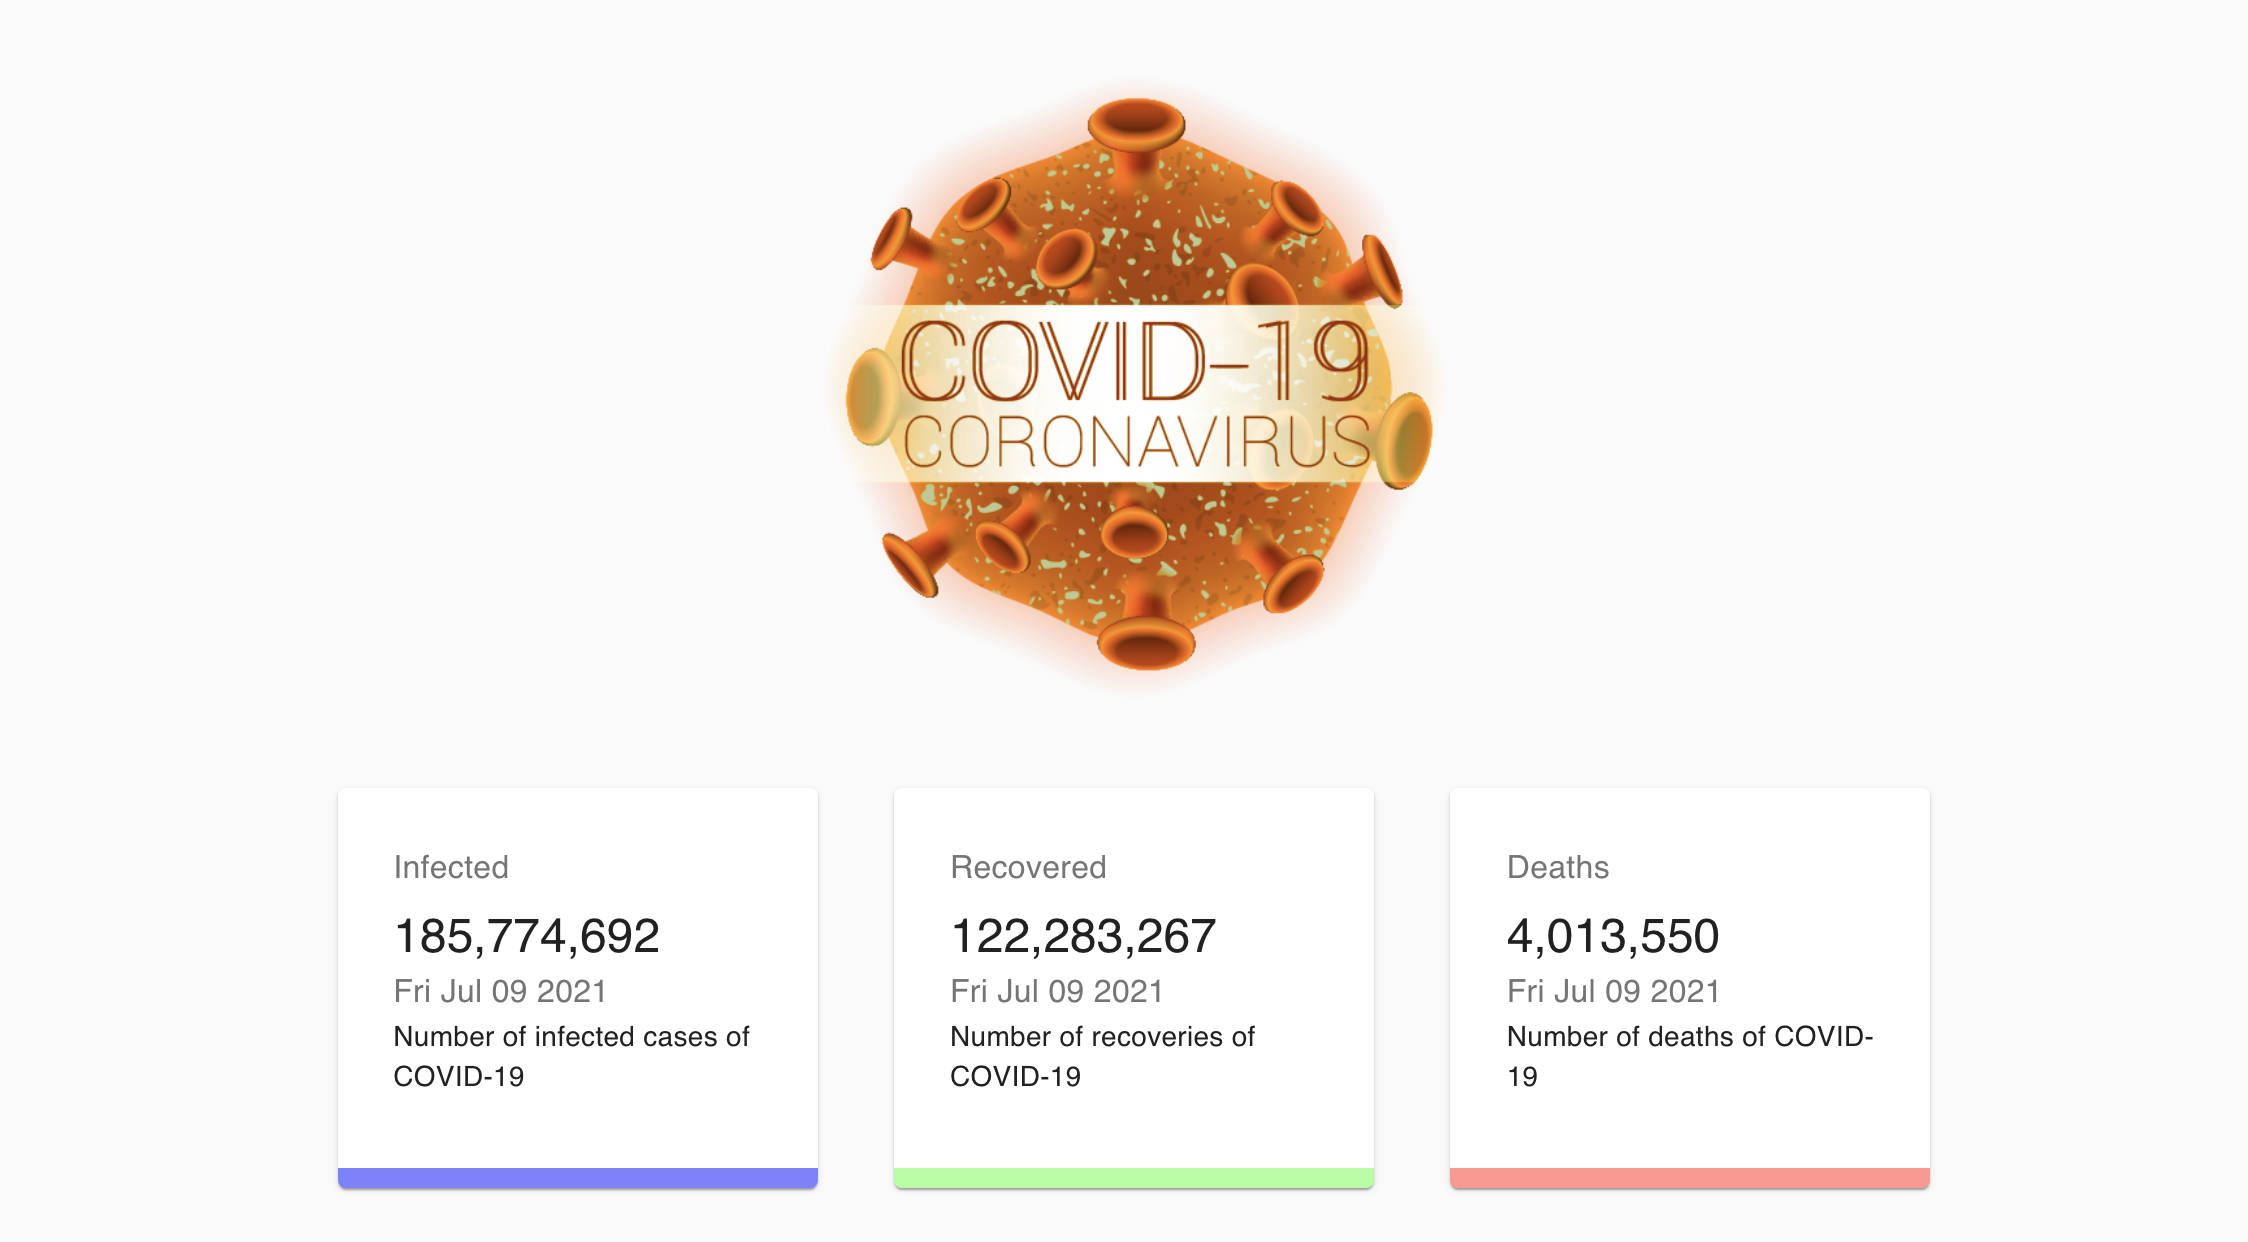 COVID-19
CORONAVIRUS
Infected
185,774,692
Fri Jul 09 2021
Number of infected cases of
COVID-19
Recovered
122,283,267
Fri Jul 09 2021
Number of recoveries of
COVID-19
Deaths
4,013,550
Fri Jul 09 2021
Number of deaths of COVID-
19